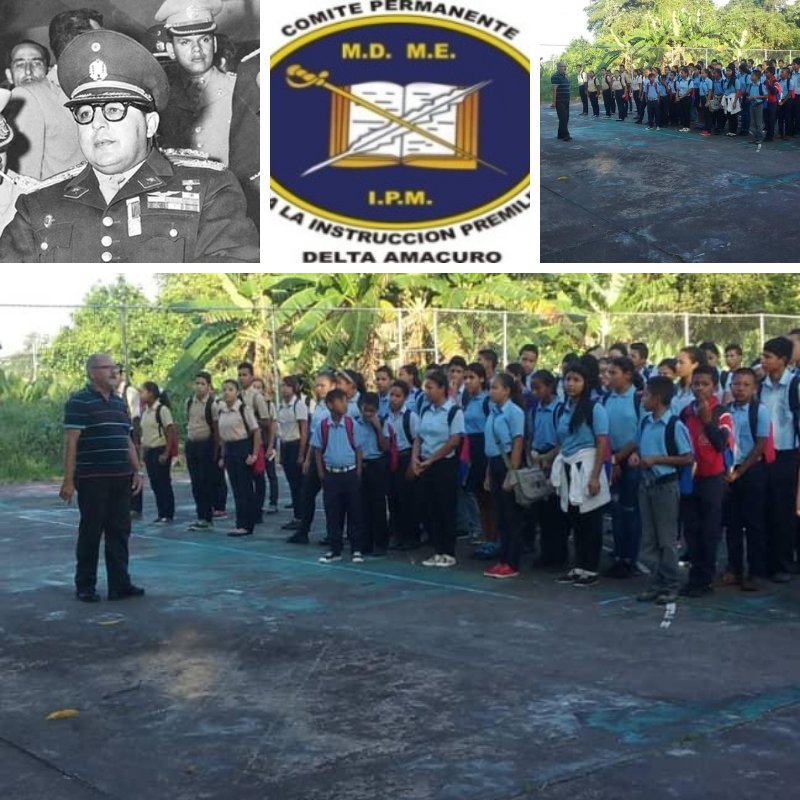 COMITE PERMANENTE
M.D. M.E.
I.P.M.
A LA INSTRUCCION PREMIL
DELTA AMACURO